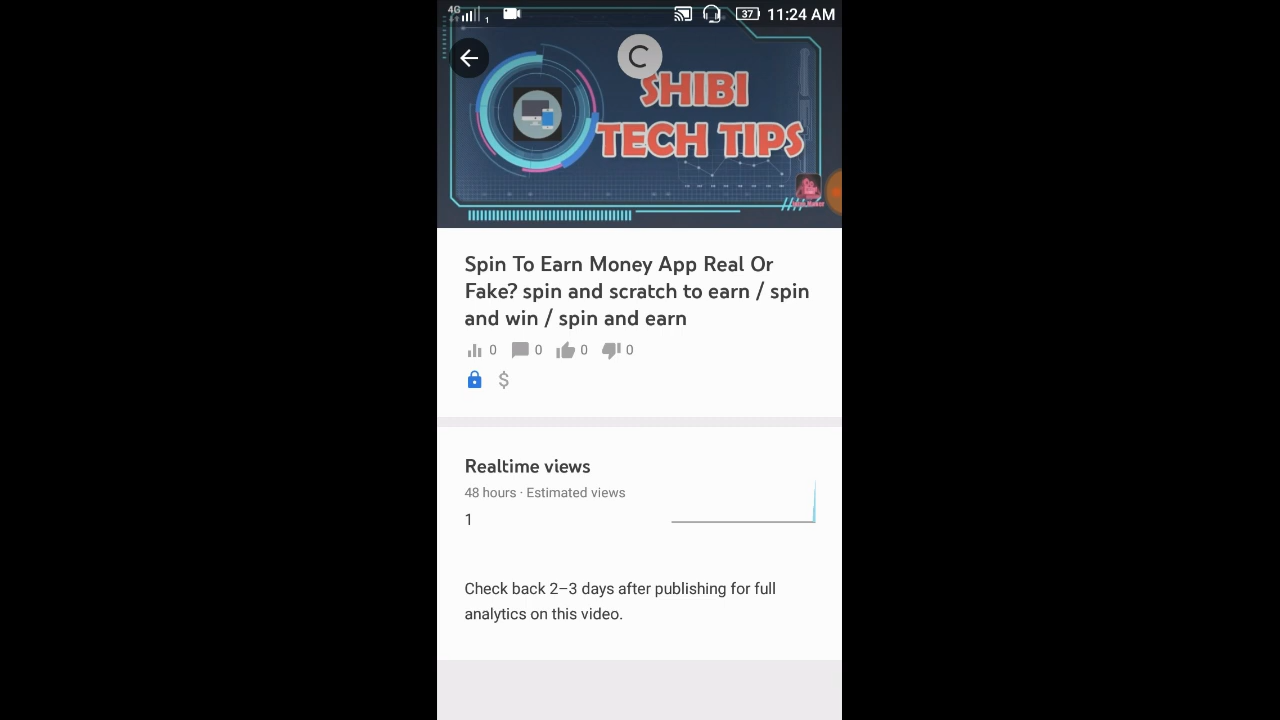 4G 1 37 11:24 AM
SHIBI
TECH TIPS
Spin To Earn Money App Real Or
Fake? spin and scratch to earn / spin
and win / spin and earn
0 0 0 0
$
Realtime views
48 hours · Estimated views
1
Check back 2–3 days after publishing for full
analytics on this video.